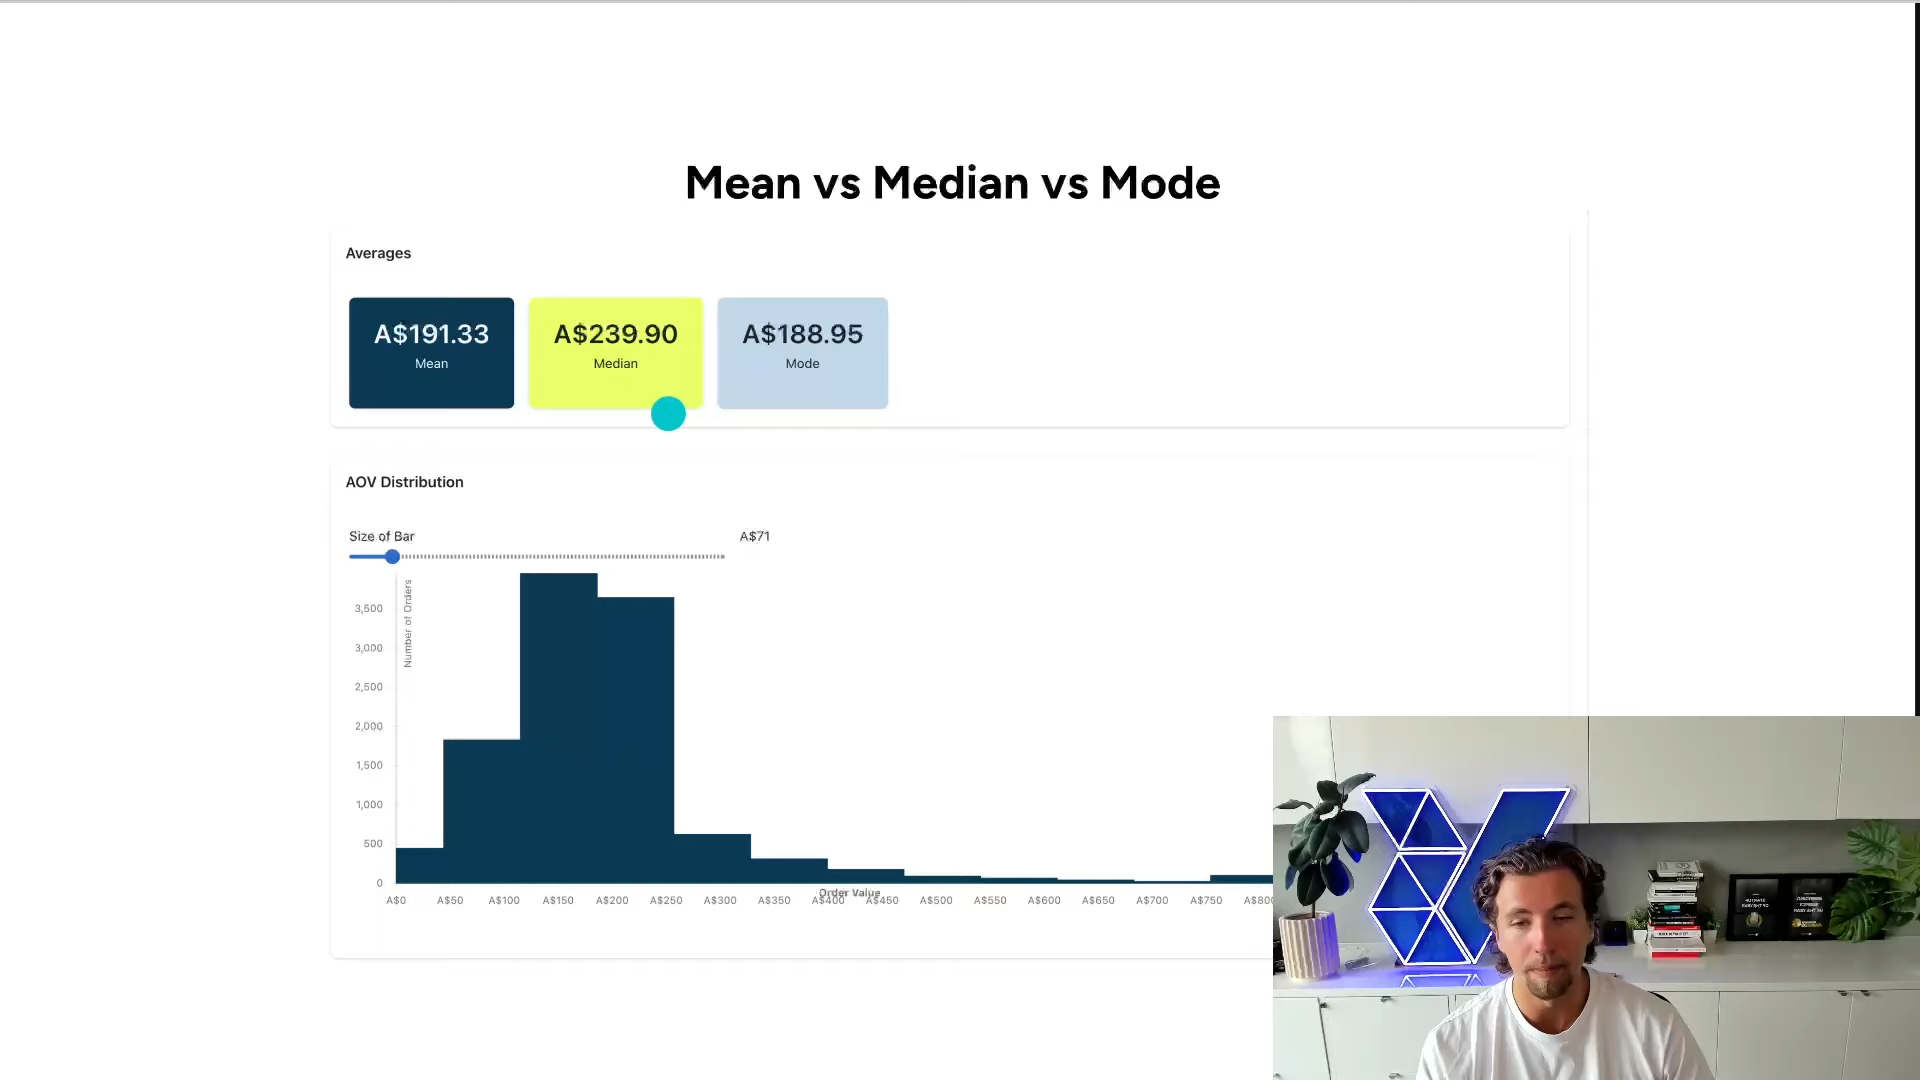 Mean vs Median vs Mode
Averages
A$191.33
Mean
A$239.90
Median
A$188.95
Mode
AOV Distribution
Size of Bar
A$71
Number of Orders
3,500
3,000
2,500
2,000
1,500
1,000
500
0
Order Value
A$0 A$50 A$100 A$150 A$200 A$250 A$300 A$350 A$400 A$450 A$500 A$550 A$600 A$650 A$700 A$750 A$800